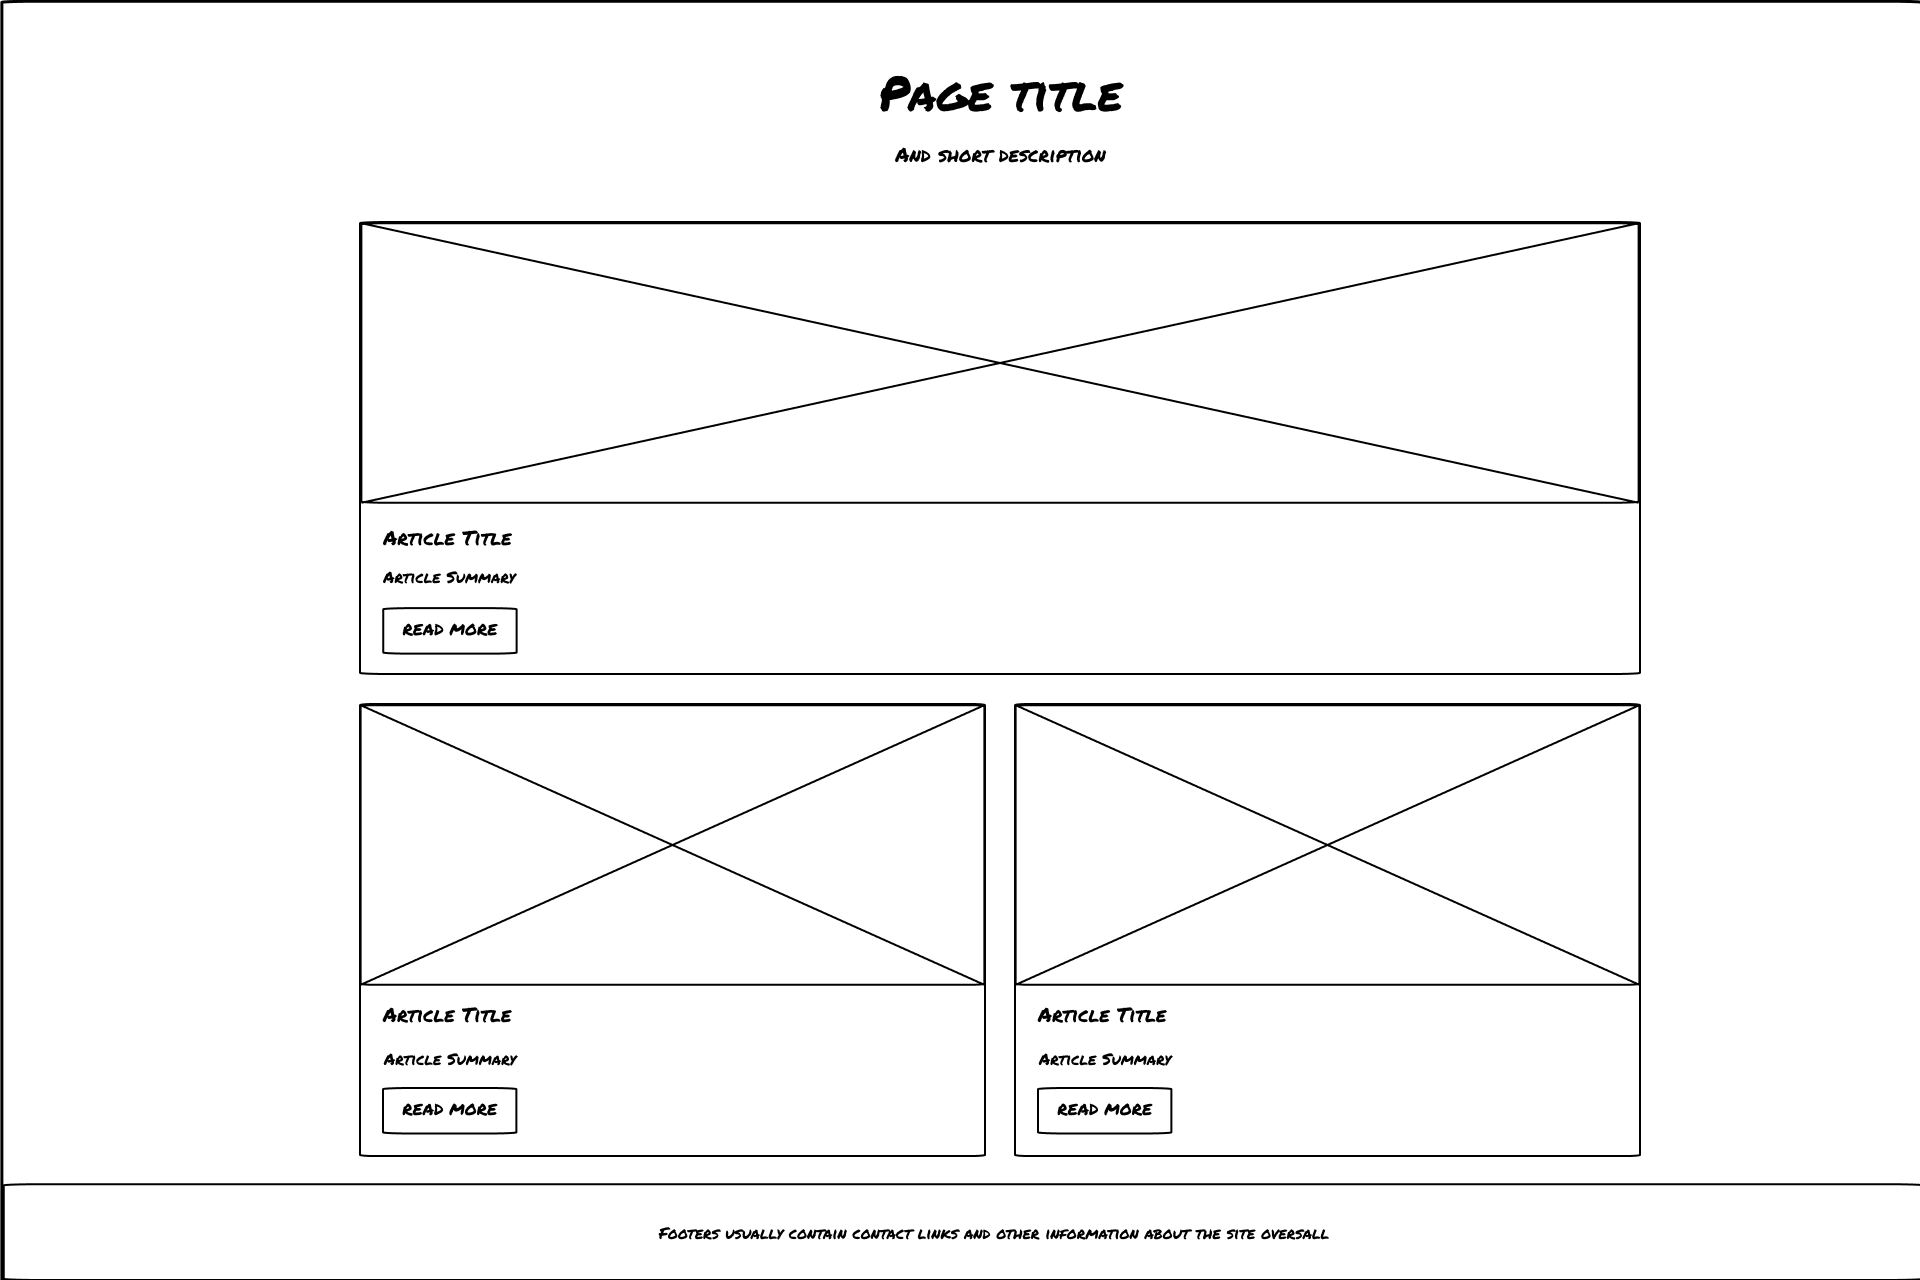 Page title
And short description
Article Title
Article Summary
Read more
Article Title
Article Summary
Read more
Article Title
Article Summary
Read more
Footers usually contain contact links and other information about the site oversall